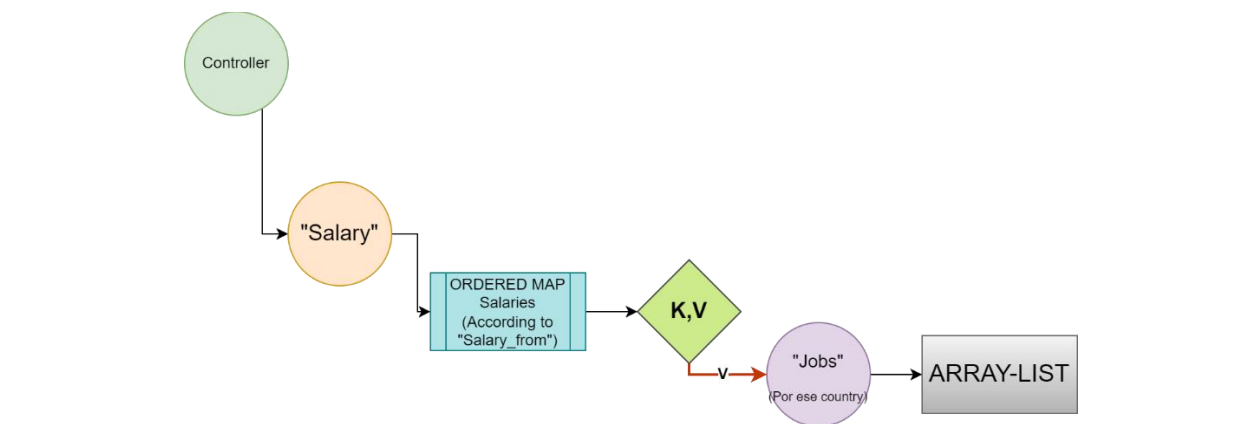 Controller
"Salary"
ORDERED MAP
Salaries
(According to
"Salary_from")
K,V
V
"Jobs"
(Por ese country)
ARRAY-LIST